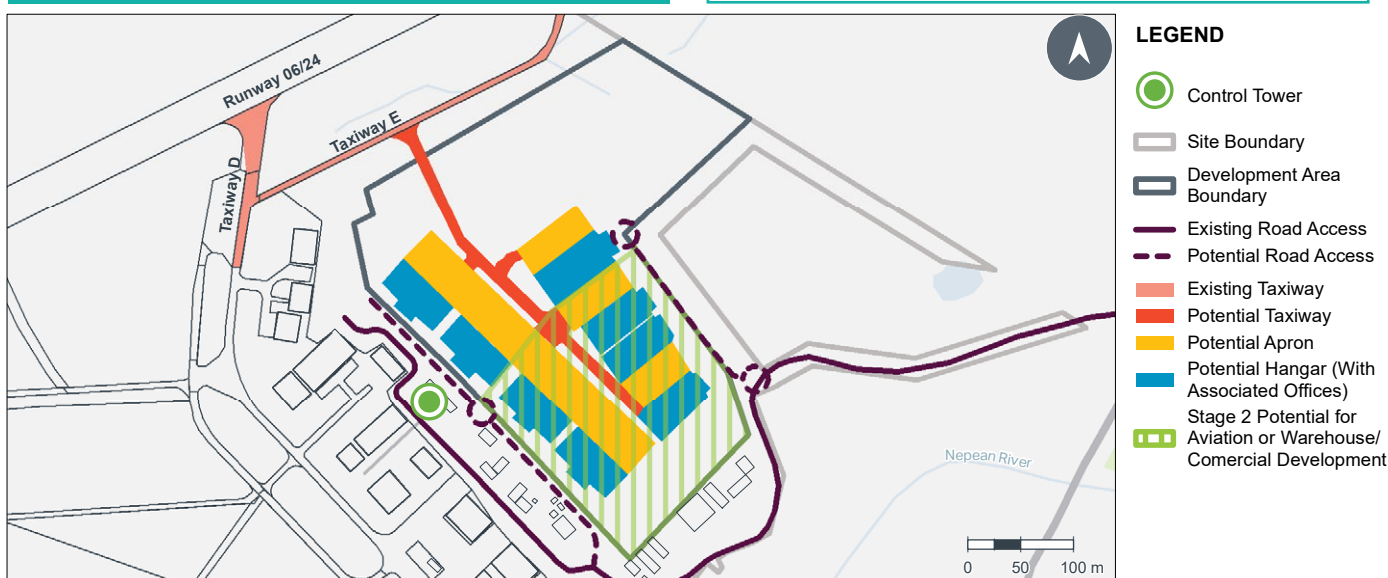 Runway 06/24
Taxiway E
Taxiway D
Nepean River
0 50 100 m
LEGEND
Control Tower
Site Boundary
Development Area
Boundary
Existing Road Access
Potential Road Access
Existing Taxiway
Potential Taxiway
Potential Apron
Potential Hangar (With
Associated Offices)
Stage 2 Potential for
Aviation or Warehouse/
Comercial Development